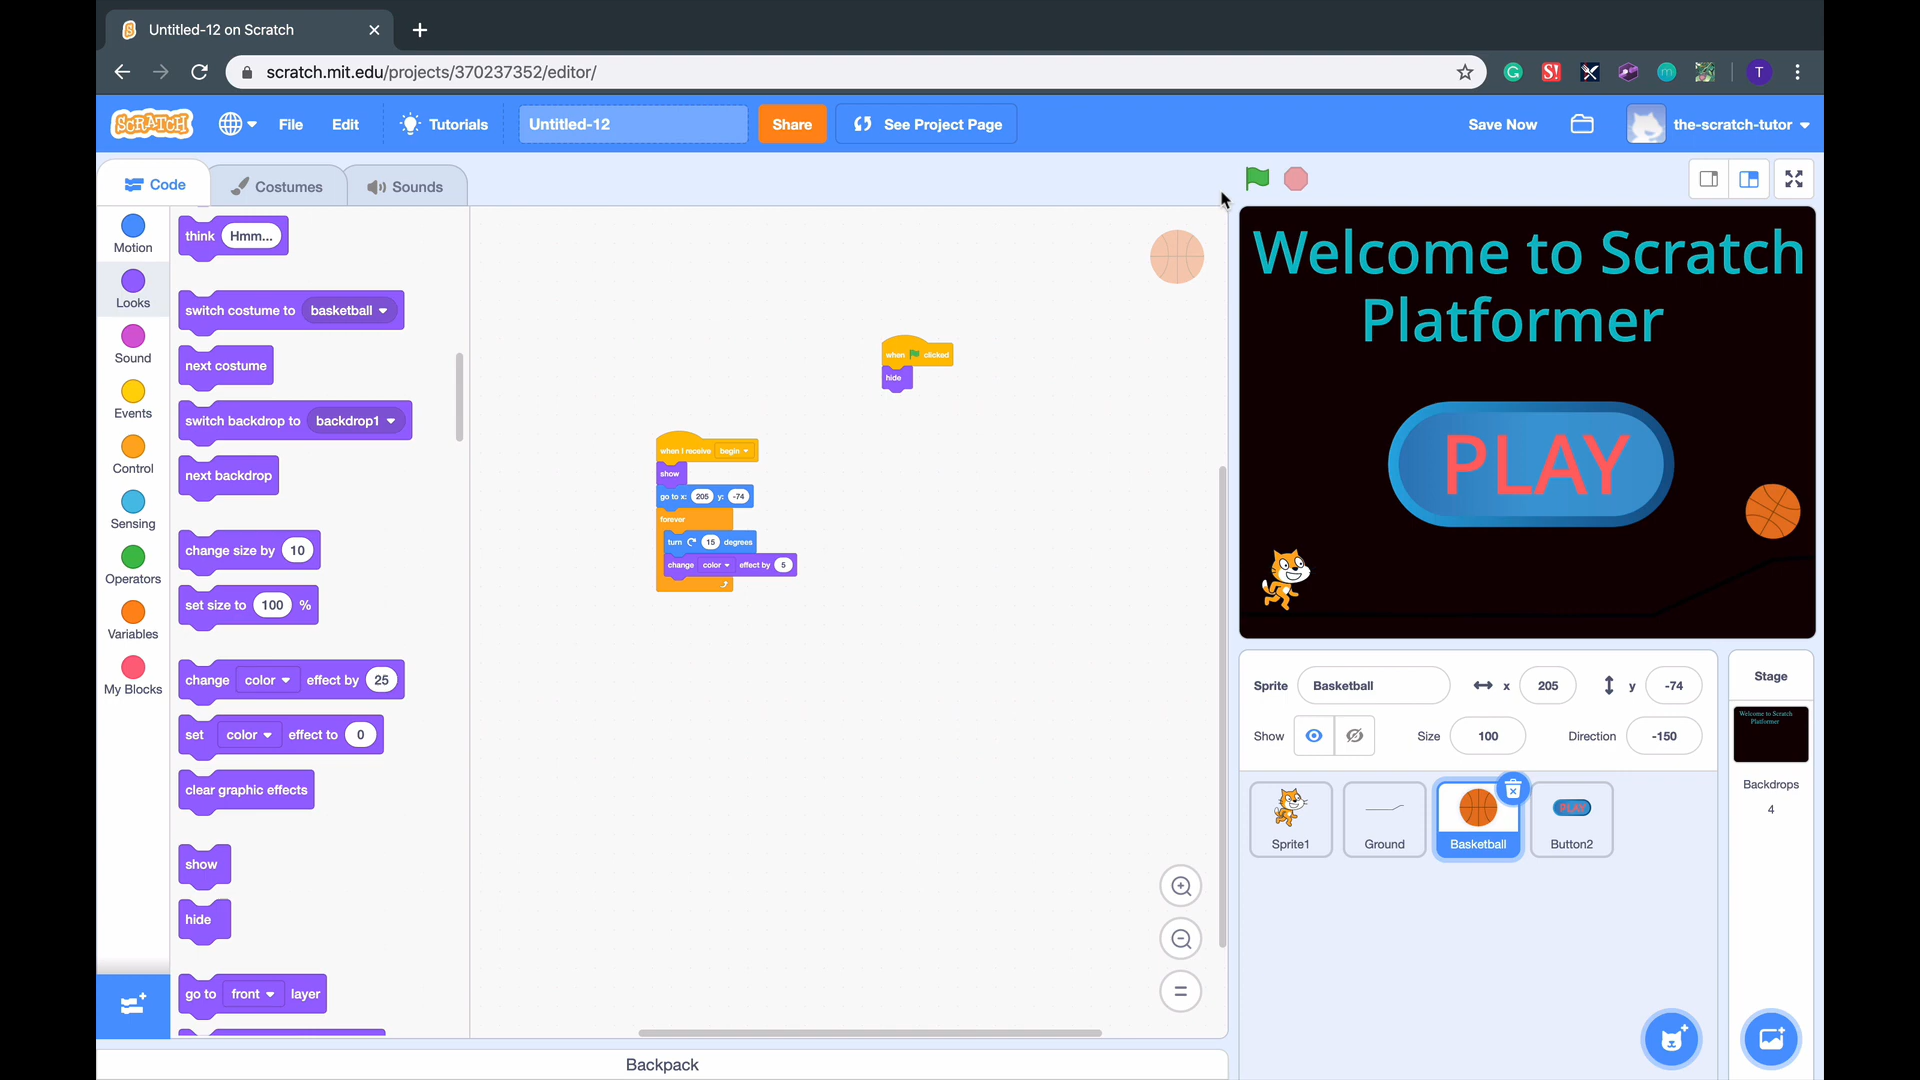 Untitled-12 on Scratch
scratch.mit.edu/projects/370237352/editor/
T
SCRATCH
File
Edit
Tutorials
Untitled-12
Share
See Project Page
Save Now
the-scratch-tutor
Code
Costumes
Sounds
Motion
Looks
Sound
Events
Control
Sensing
Operators
Variables
My Blocks
think Hmm...
switch costume to basketball
next costume
switch backdrop to backdrop1
next backdrop
change size by 10
set size to 100 %
change color effect by 25
set color effect to 0
clear graphic effects
show
hide
go to front layer
when clicked
hide
when I receive begin
show
go to x: 205 y: -74
forever
turn 15 degrees
change color effect by 5
Welcome to Scratch
Platformer
PLAY
Sprite Basketball x 205 y -74
Show Size 100 Direction -150
Sprite1
Ground
Basketball
PLAY
Button2
Stage
Welcome to Scratch
Platformer
Backdrops
4
Backpack